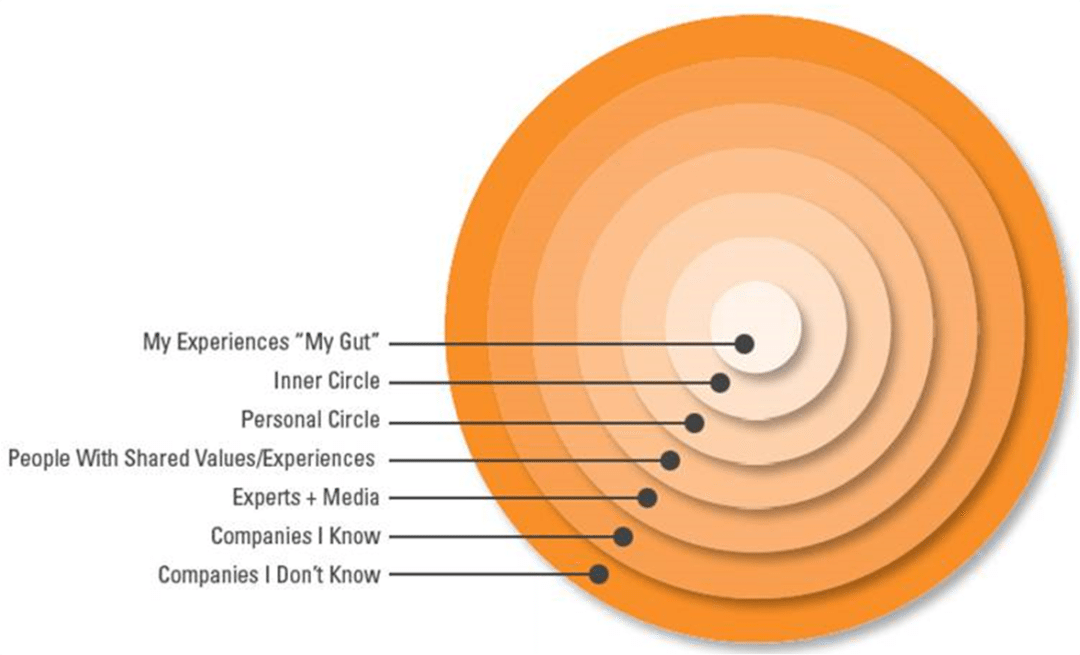 My Experiences “My Gut”
Inner Circle
Personal Circle
People With Shared Values/Experiences
Experts + Media
Companies I Know
Companies I Don’t Know